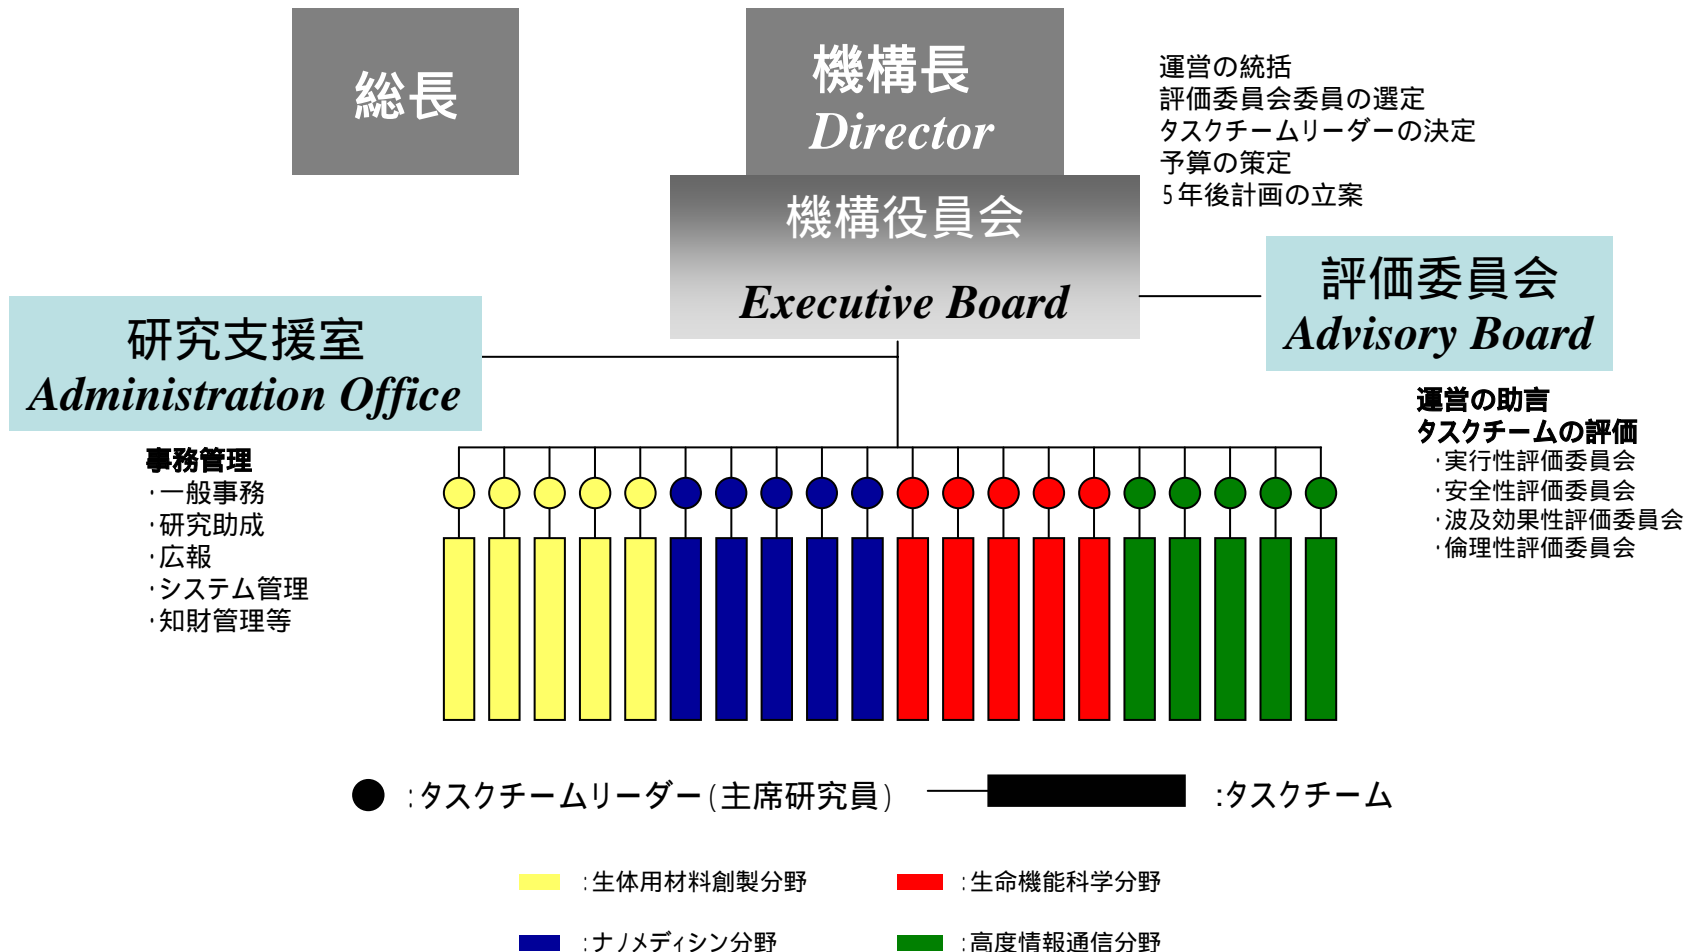 総長
機構長
Director
運営の統括
評価委員会委員の選定
タスクチームリーダーの決定
予算の策定
5年後計画の立案
機構役員会
Executive Board
評価委員会
Advisory Board
研究支援室
Administration Office
運営の助言
タスクチームの評価
・実行性評価委員会
・安全性評価委員会
・波及効果性評価委員会
・倫理性評価委員会
事務管理
・一般事務
・研究助成
・広報
・システム管理
・知財管理等
:タスクチームリーダー(主席研究員)
:タスクチーム
:生体用材料創製分野
:生命機能科学分野
:ナノメディシン分野
:高度情報通信分野